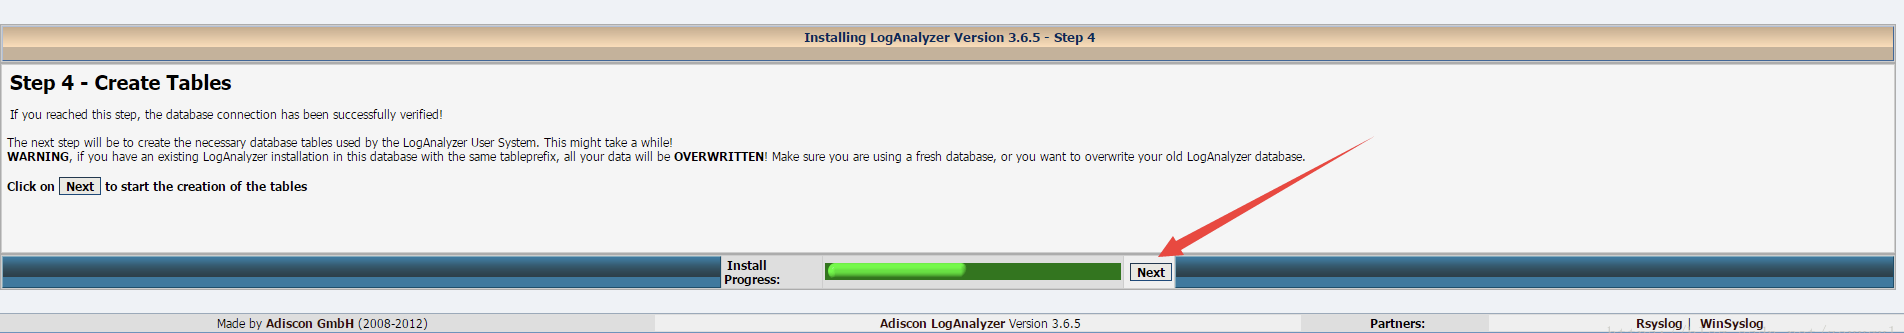 Installing LogAnalyzer Version 3.6.5 - Step 4
Step 4 - Create Tables
If you reached this step, the database connection has been successfully verified!
The next step will be to create the necessary database tables used by the LogAnalyzer User System. This might take a while!
WARNING, if you have an existing LogAnalyzer installation in this database with the same tableprefix, all your data will be OVERWRITTEN! Make sure you are using a fresh database, or you want to overwrite your old LogAnalyzer database.
Click on Next to start the creation of the tables
Install
Progress:
Next
Made by Adiscon GmbH (2008-2012)
Adiscon LogAnalyzer Version 3.6.5
Partners:
Rsyslog | WinSyslog